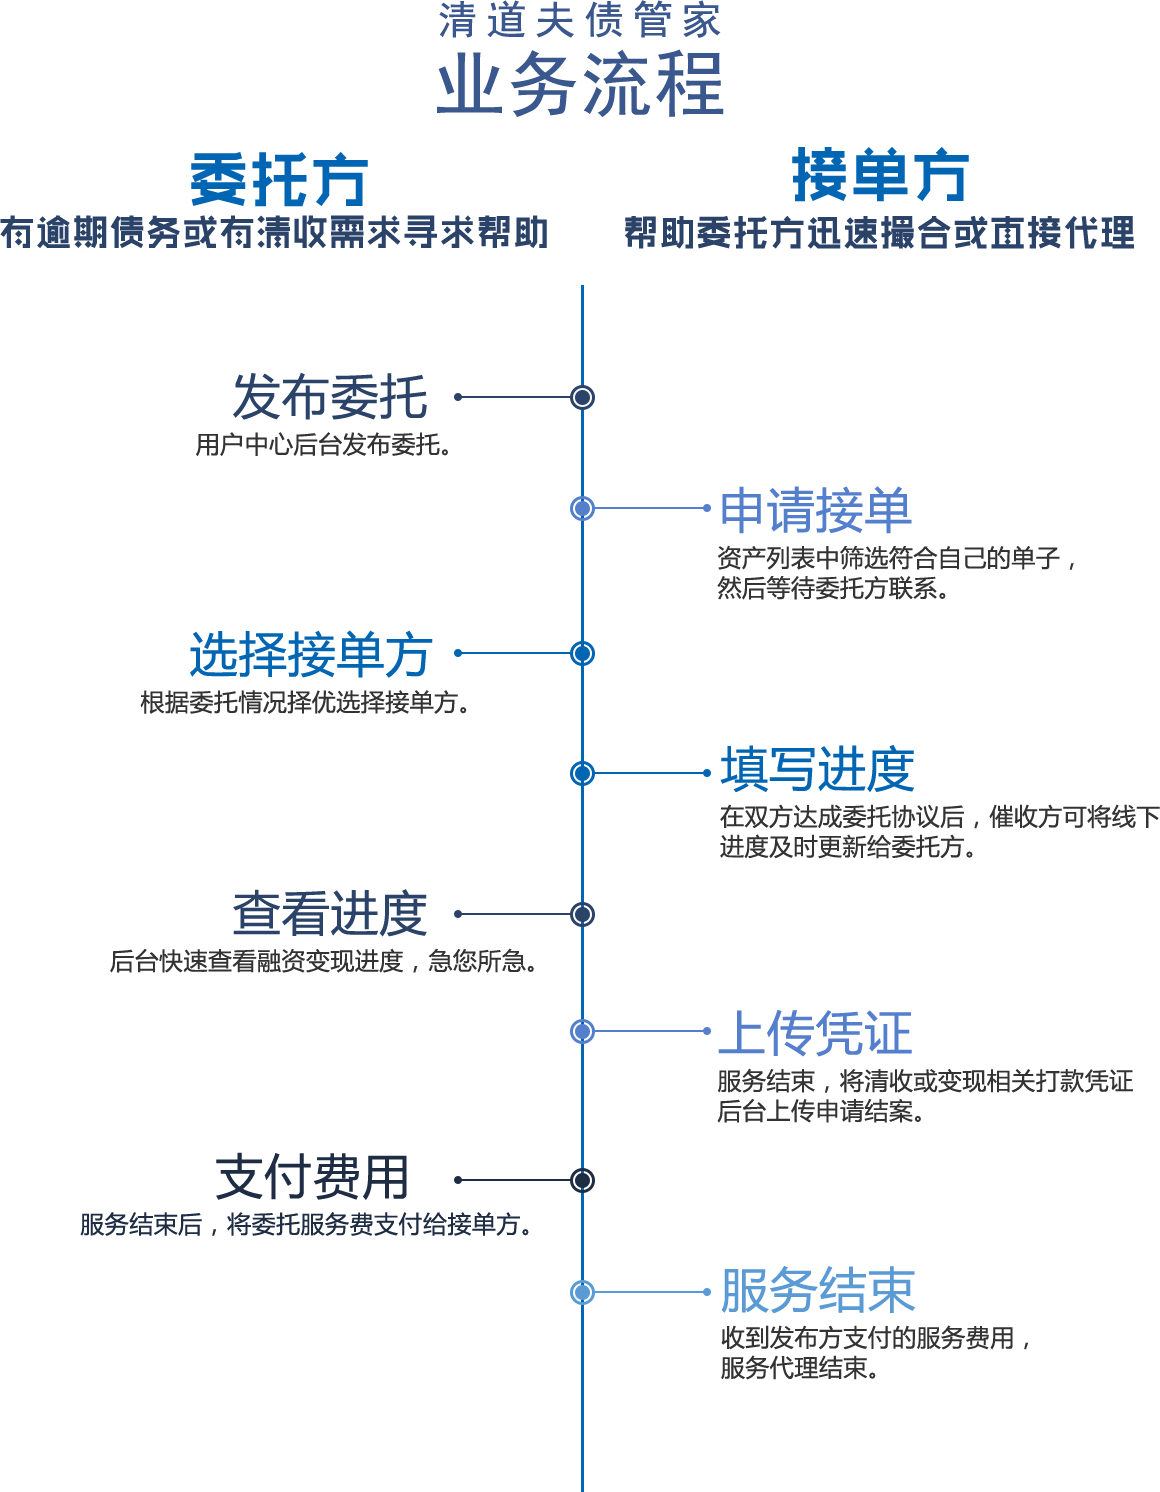 清道夫债管家
业务流程
委托方
有逾期债务或有清收需求寻求帮助
接单方
帮助委托方迅速撮合或直接代理
发布委托
用户中心后台发布委托。
申请接单
资产列表中筛选符合自己的单子，
然后等待委托方联系。
选择接单方
根据委托情况择优选择接单方。
填写进度
在双方达成委托协议后，催收方可将线下
进度及时更新给委托方。
查看进度
后台快速查看融资变现进度，急您所急。
上传凭证
服务结束，将清收或变现相关打款凭证
后台上传申请结案。
支付费用
服务结束后，将委托服务费支付给接单方。
服务结束
收到发布方支付的服务费用，
服务代理结束。